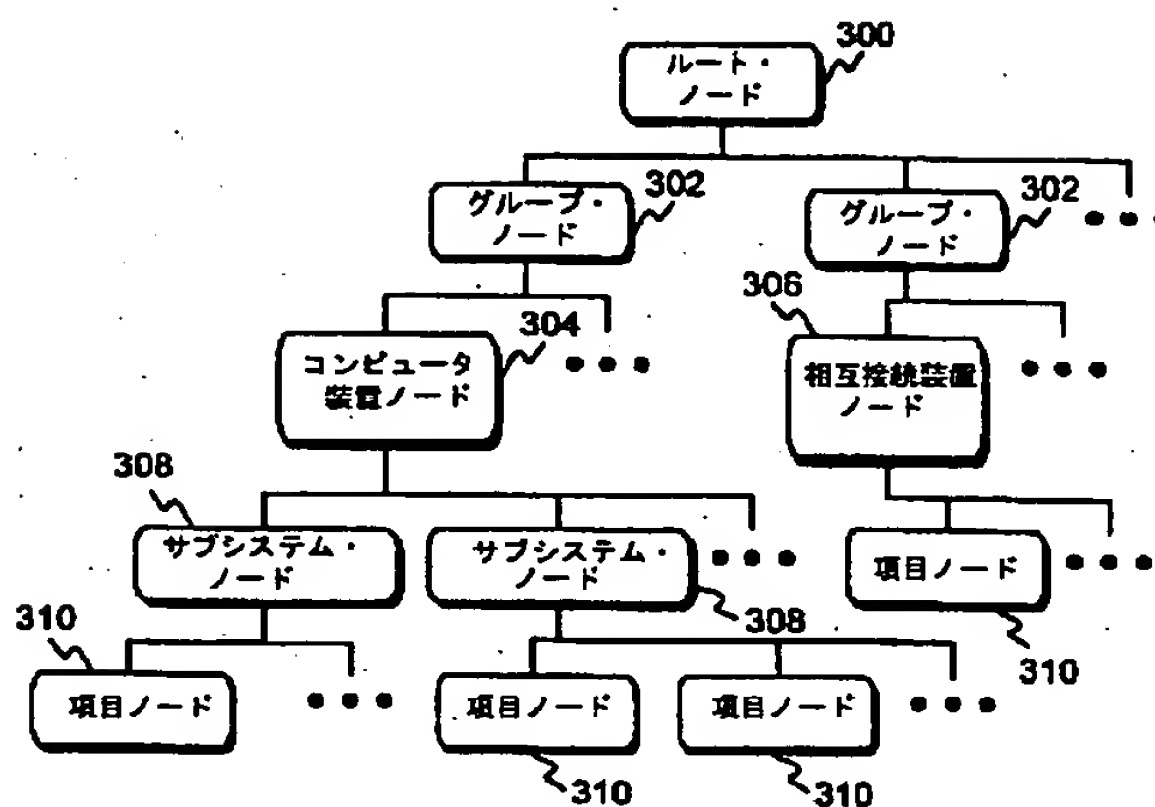 300
ルート・
ノード
302
グループ・
ノード
302
グループ・
ノード
306
304
コンピュータ
装置ノード
相互接続装置
ノード
308
サブシステム・
ノード
サブシステム・
ノード
308
項目ノード
310
310
項目ノード
項目ノード
310
項目ノード
310